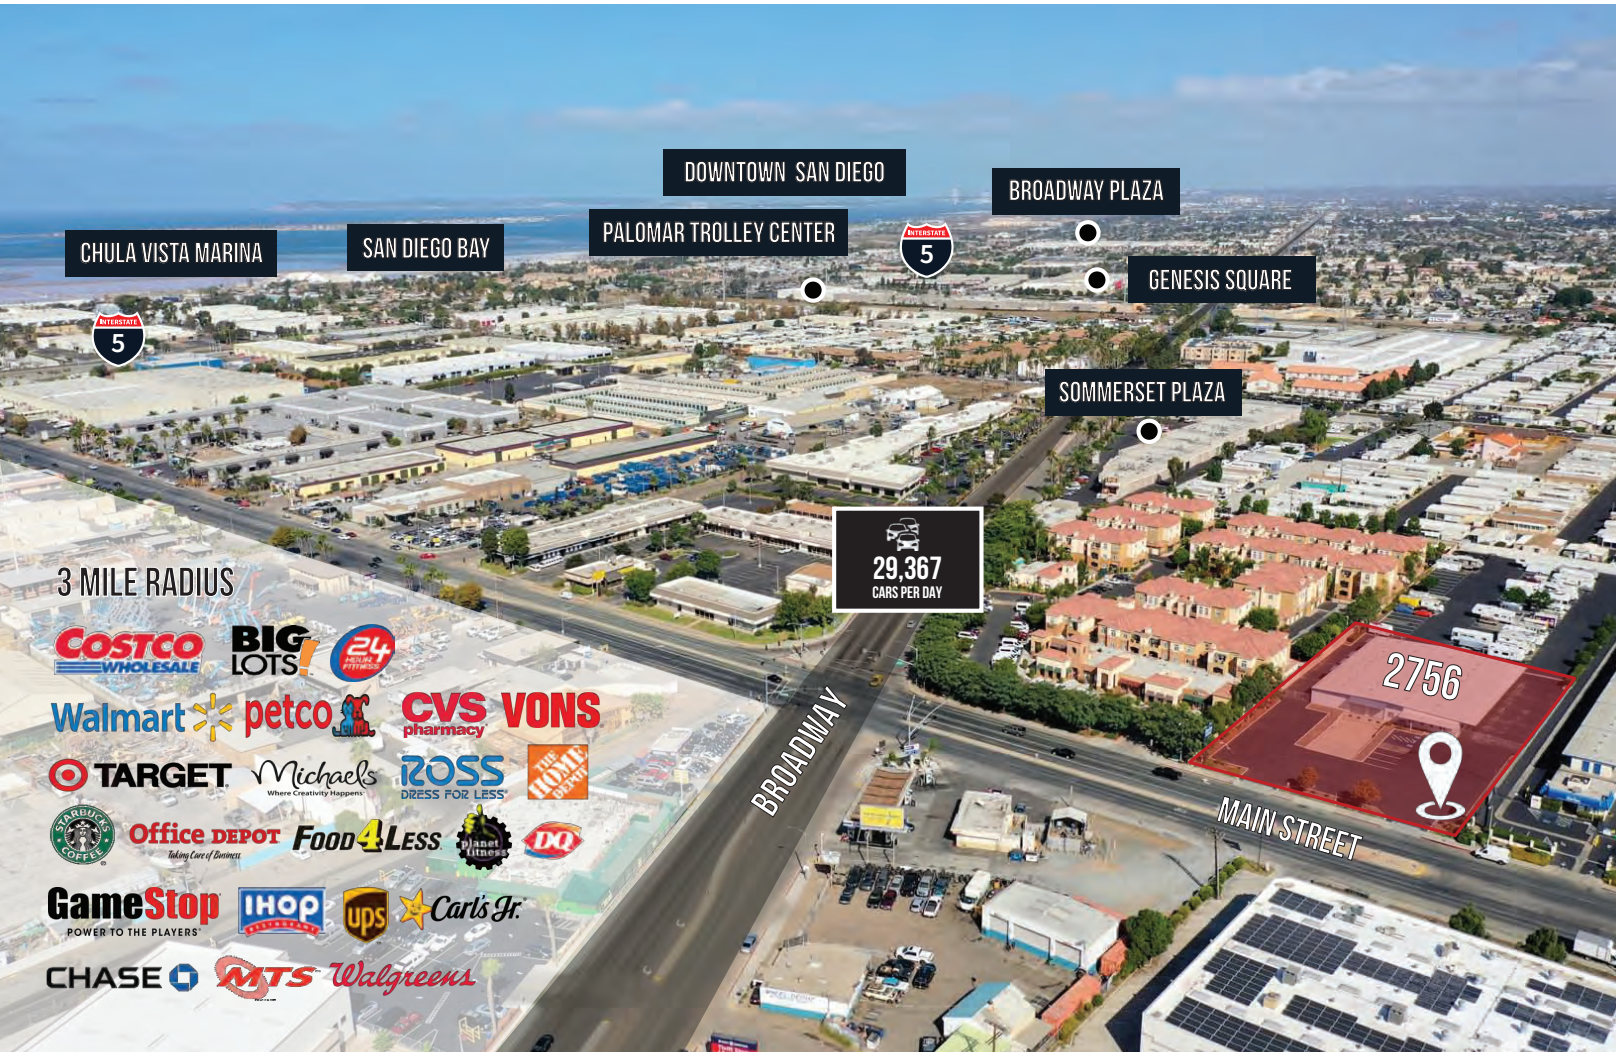 DOWNTOWN SAN DIEGO
BROADWAY PLAZA
PALOMAR TROLLEY CENTER
INTERSTATE
5
CHULA VISTA MARINA
SAN DIEGO BAY
GENESIS SQUARE
INTERSTATE
5
SOMMERSET PLAZA
29,367
CARS PER DAY
3 MILE RADIUS
COSTCO
WHOLESALE
BIG
LOTS!
24
HOUR
FITNESS
2756
Walmart
petco
CVS
pharmacy
VONS
BROADWAY
TARGET
Michaels
Where Creativity Happens
ROSS
DRESS FOR LESS
THE
HOME
DEPOT
MAIN STREET
STARBUCKS
COFFEE
Office DEPOT
Taking Care of Business
FOOD 4 LESS
planet
fitness
DQ
GameStop
POWER TO THE PLAYERS
IHOP
RESTAURANT
ups
Carl's Jr.
CHASE
MTS
Walgreens